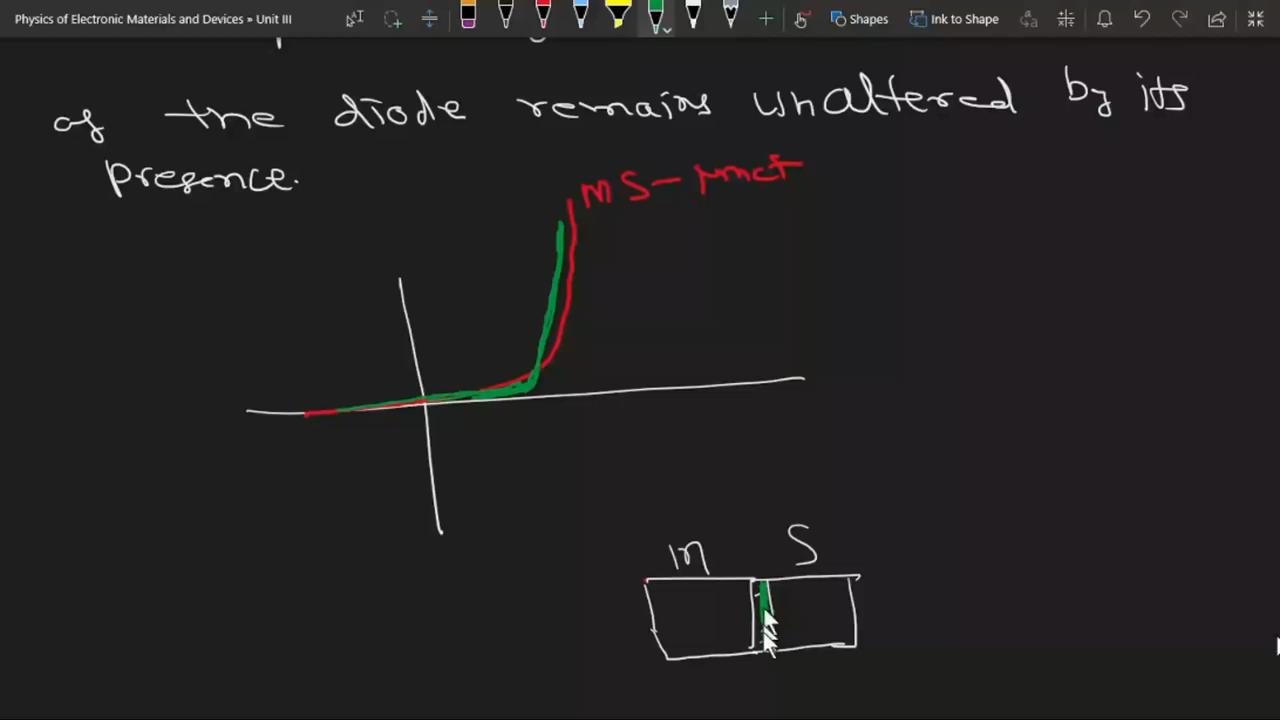 Physics of Electronic Materials and Devices » Unit III
Shapes
Ink to Shape
of the diode remains unaltered by its
presence.
MS-junct
m S